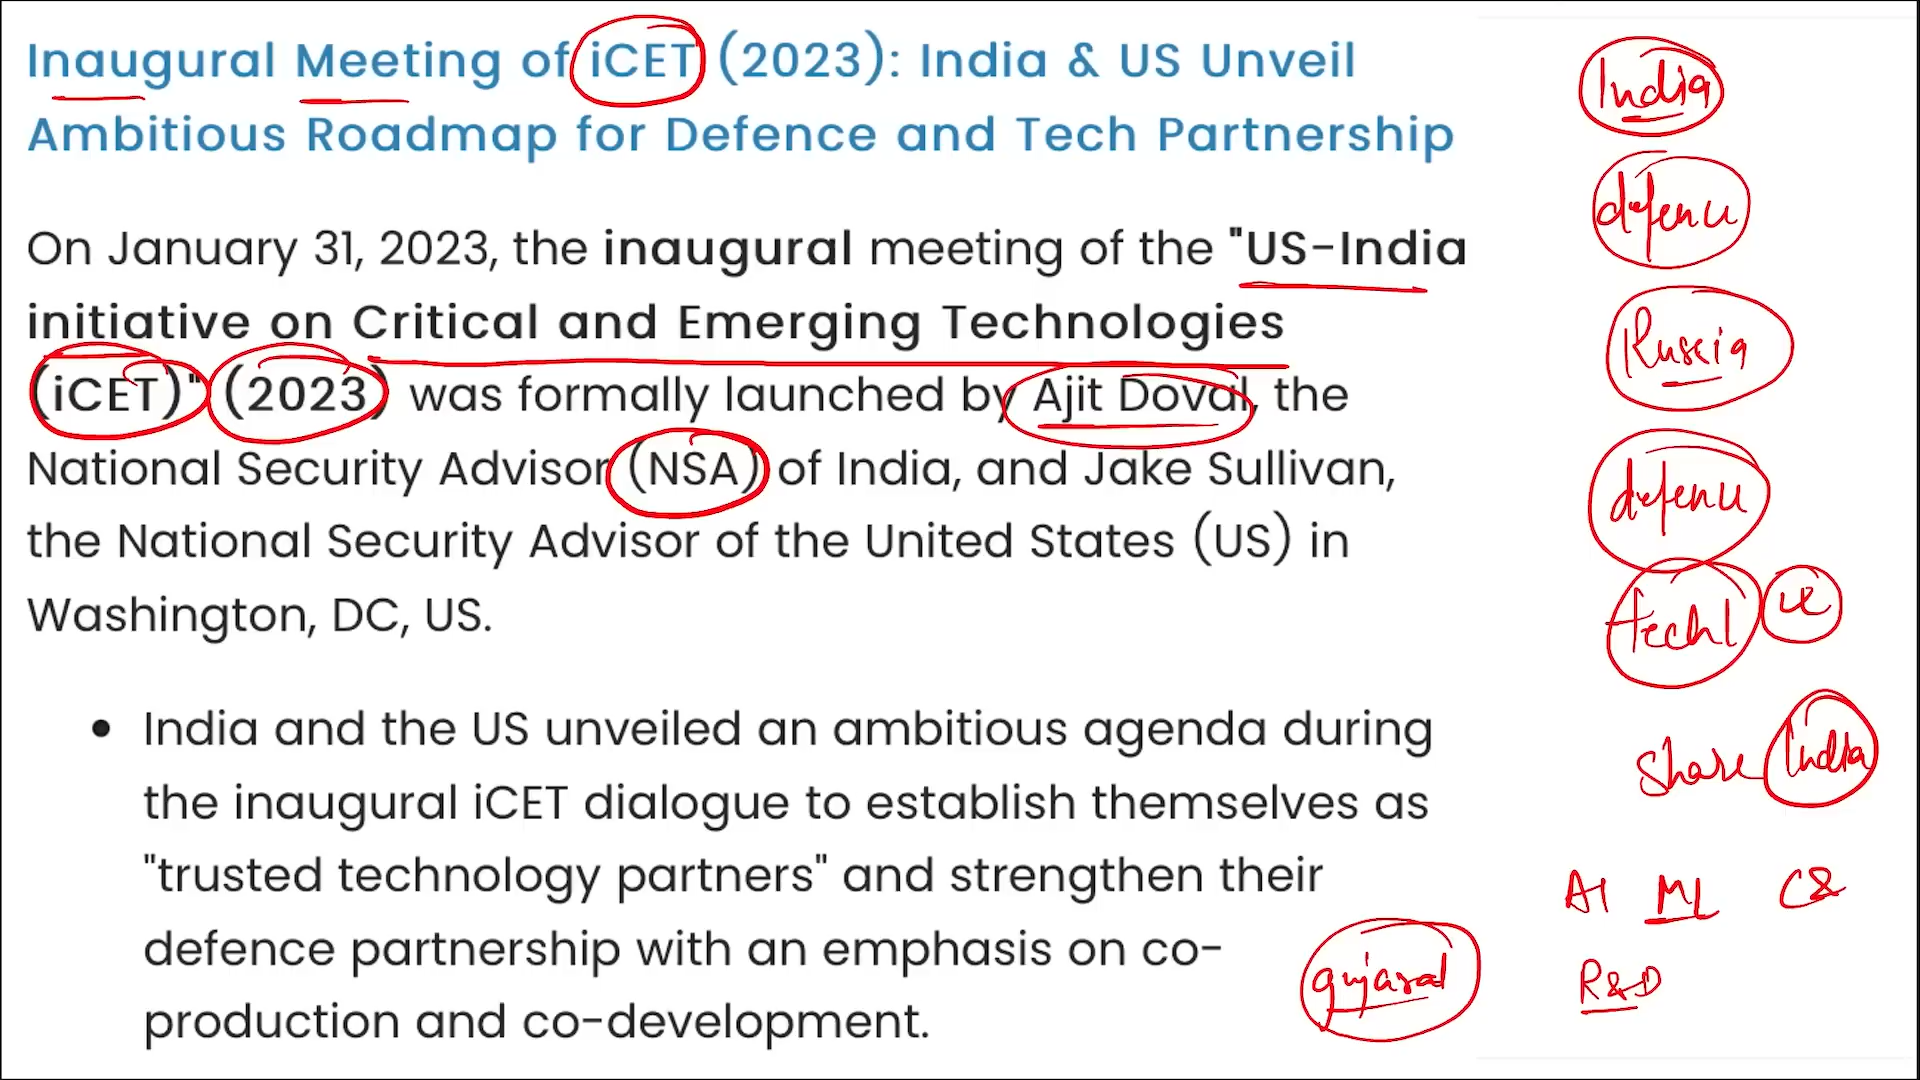 Inaugural Meeting of iCET (2023): India & US Unveil
Ambitious Roadmap for Defence and Tech Partnership
On January 31, 2023, the inaugural meeting of the "US-India
initiative on Critical and Emerging Technologies
(iCET)" (2023) was formally launched by Ajit Doval, the
National Security Advisor (NSA) of India, and Jake Sullivan,
the National Security Advisor of the United States (US) in
Washington, DC, US.
• India and the US unveiled an ambitious agenda during
the inaugural iCET dialogue to establish themselves as
"trusted technology partners" and strengthen their
defence partnership with an emphasis on co-
production and co-development.
India
defence
Russia
defence
Tech
share India
AI ML
R&D
gujarat